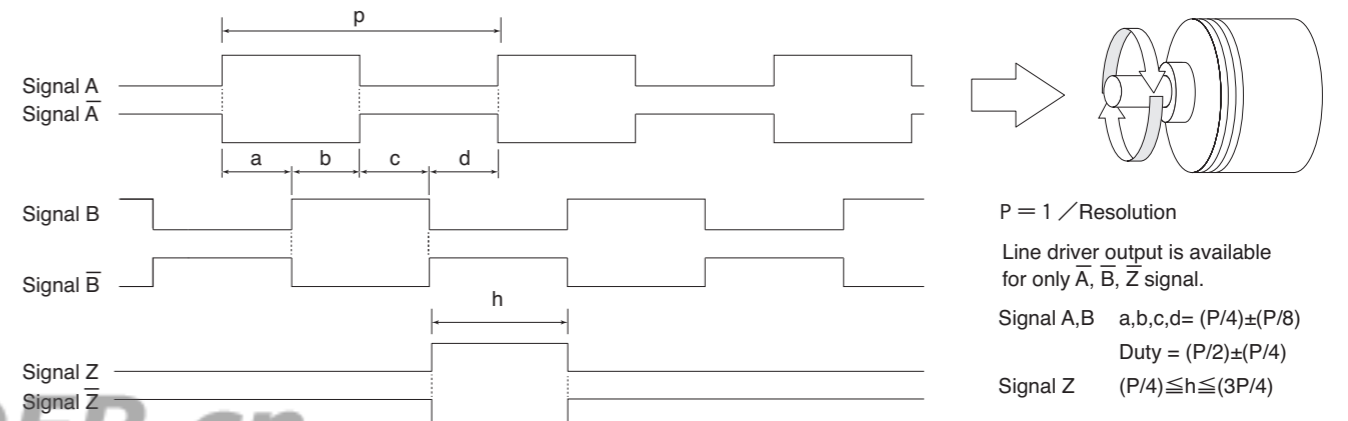 p
Signal A
Signal A̅
a b c d
Signal B
Signal B̅
h
Signal Z
Signal Z̅
P＝1／Resolution
Line driver output is available
for only A̅, B̅, Z̅ signal.
Signal A,B a,b,c,d= (P/4)±(P/8)
Duty = (P/2)±(P/4)
Signal Z (P/4)≦h≦(3P/4)